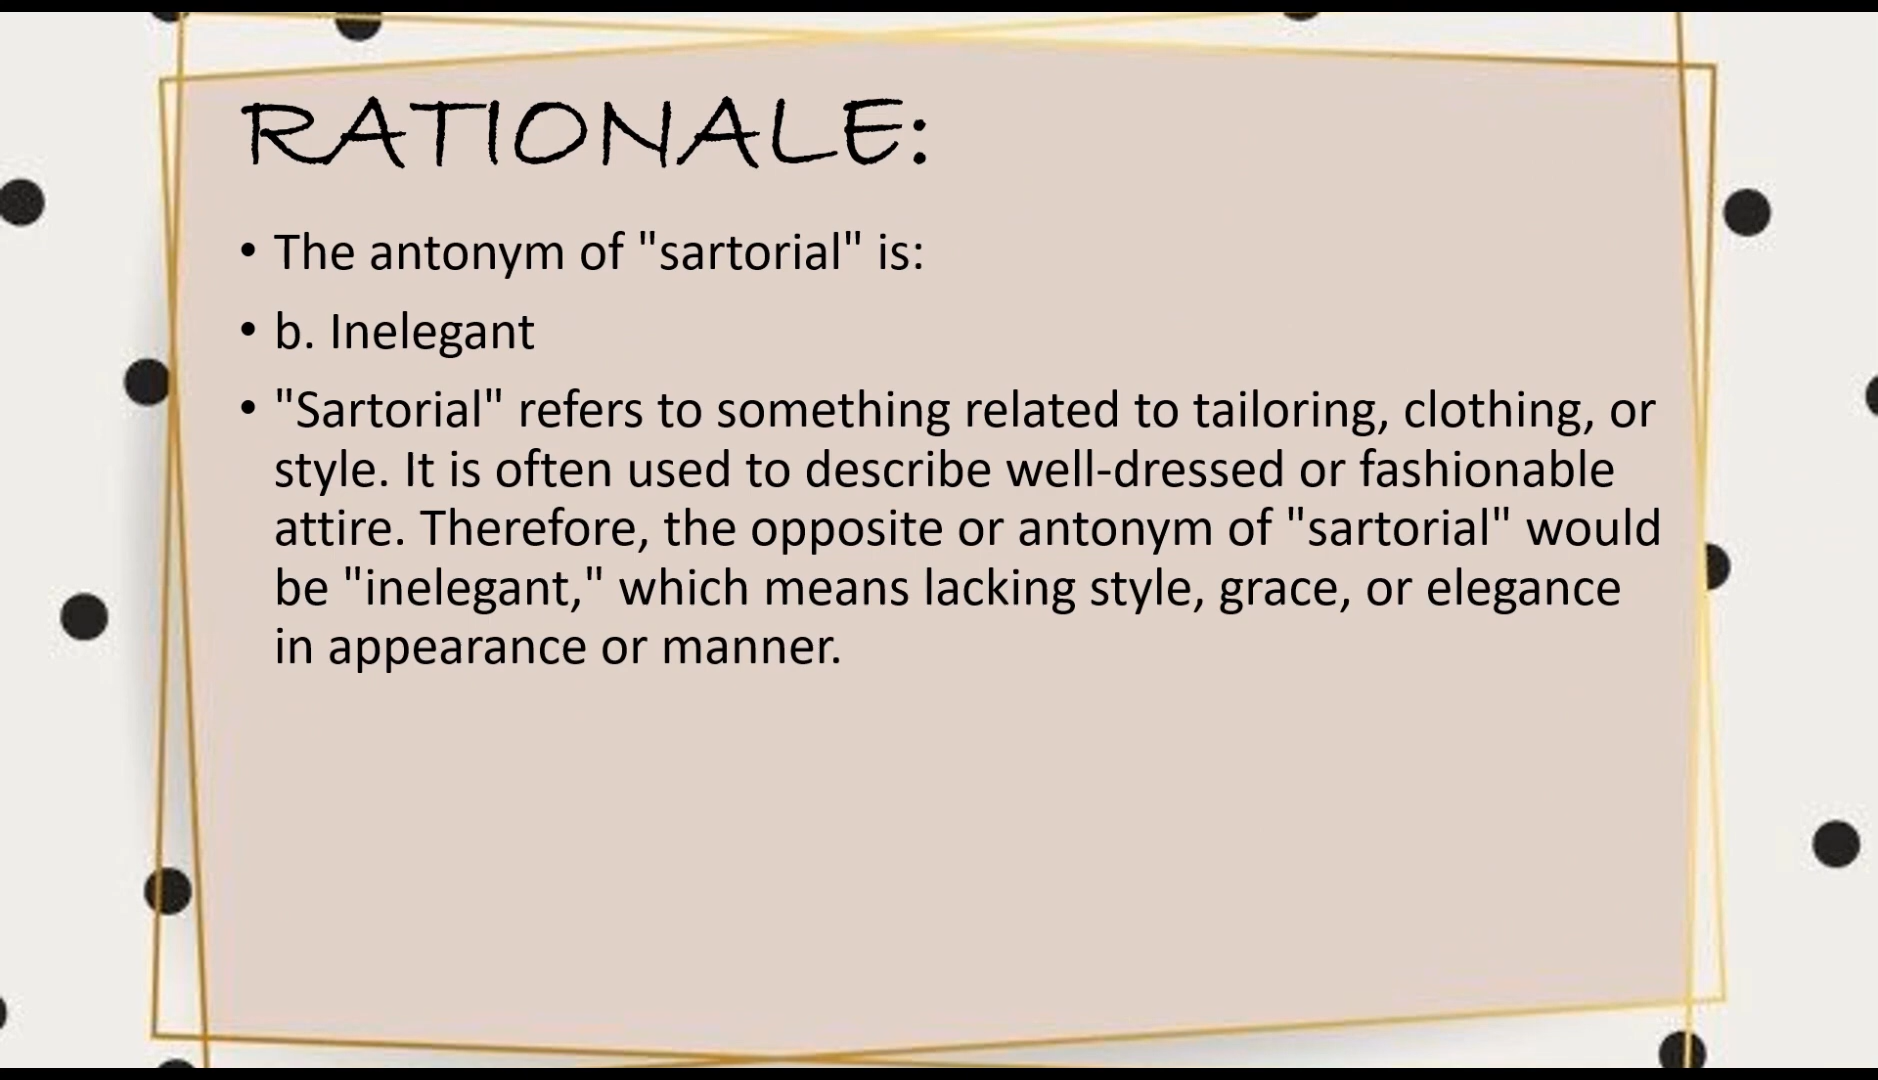 RATIONALE:
• The antonym of "sartorial" is:
• b. Inelegant
• "Sartorial" refers to something related to tailoring, clothing, or
style. It is often used to describe well-dressed or fashionable
attire. Therefore, the opposite or antonym of "sartorial" would
be "inelegant," which means lacking style, grace, or elegance
in appearance or manner.